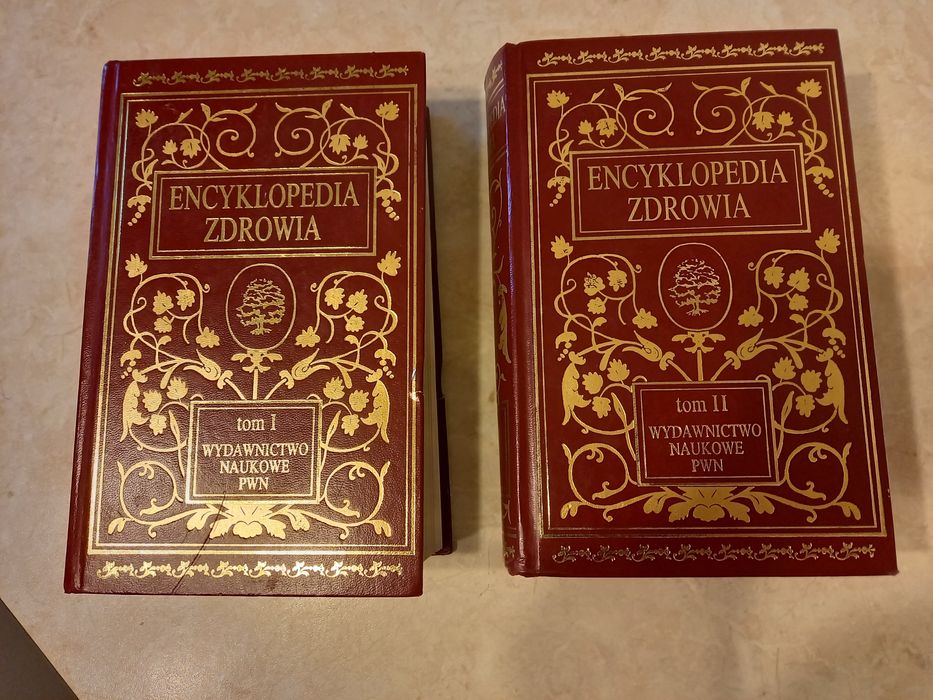 ENCYKLOPEDIA
ZDROWIA
tom I
WYDAWNICTWO
NAUKOWE
PWN
ENCYKLOPEDIA
ZDROWIA
tom II
WYDAWNICTWO
NAUKOWE
PWN